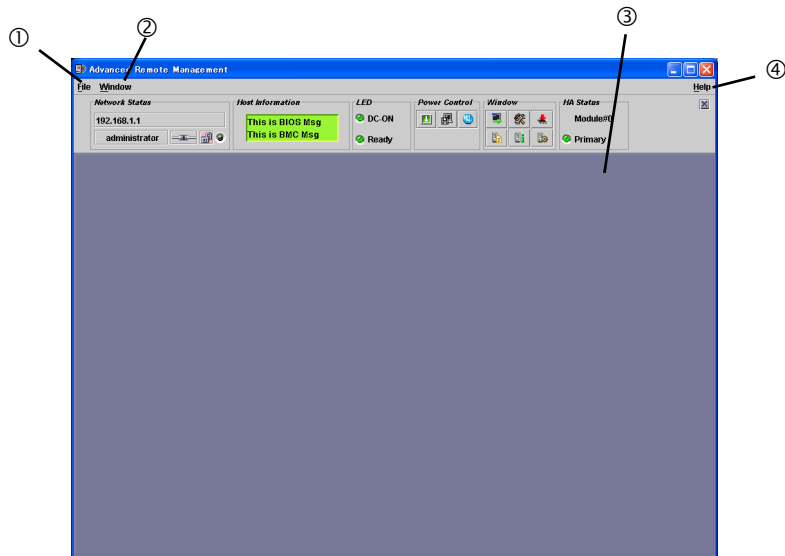 ① ② ③ ④
Advanced Remote Management
File Window Help
Network Status Host Information LED Power Control Window HA Status
192.168.1.1 This is BIOS Msg DC-ON Module#0
administrator This is BMC Msg Ready Primary